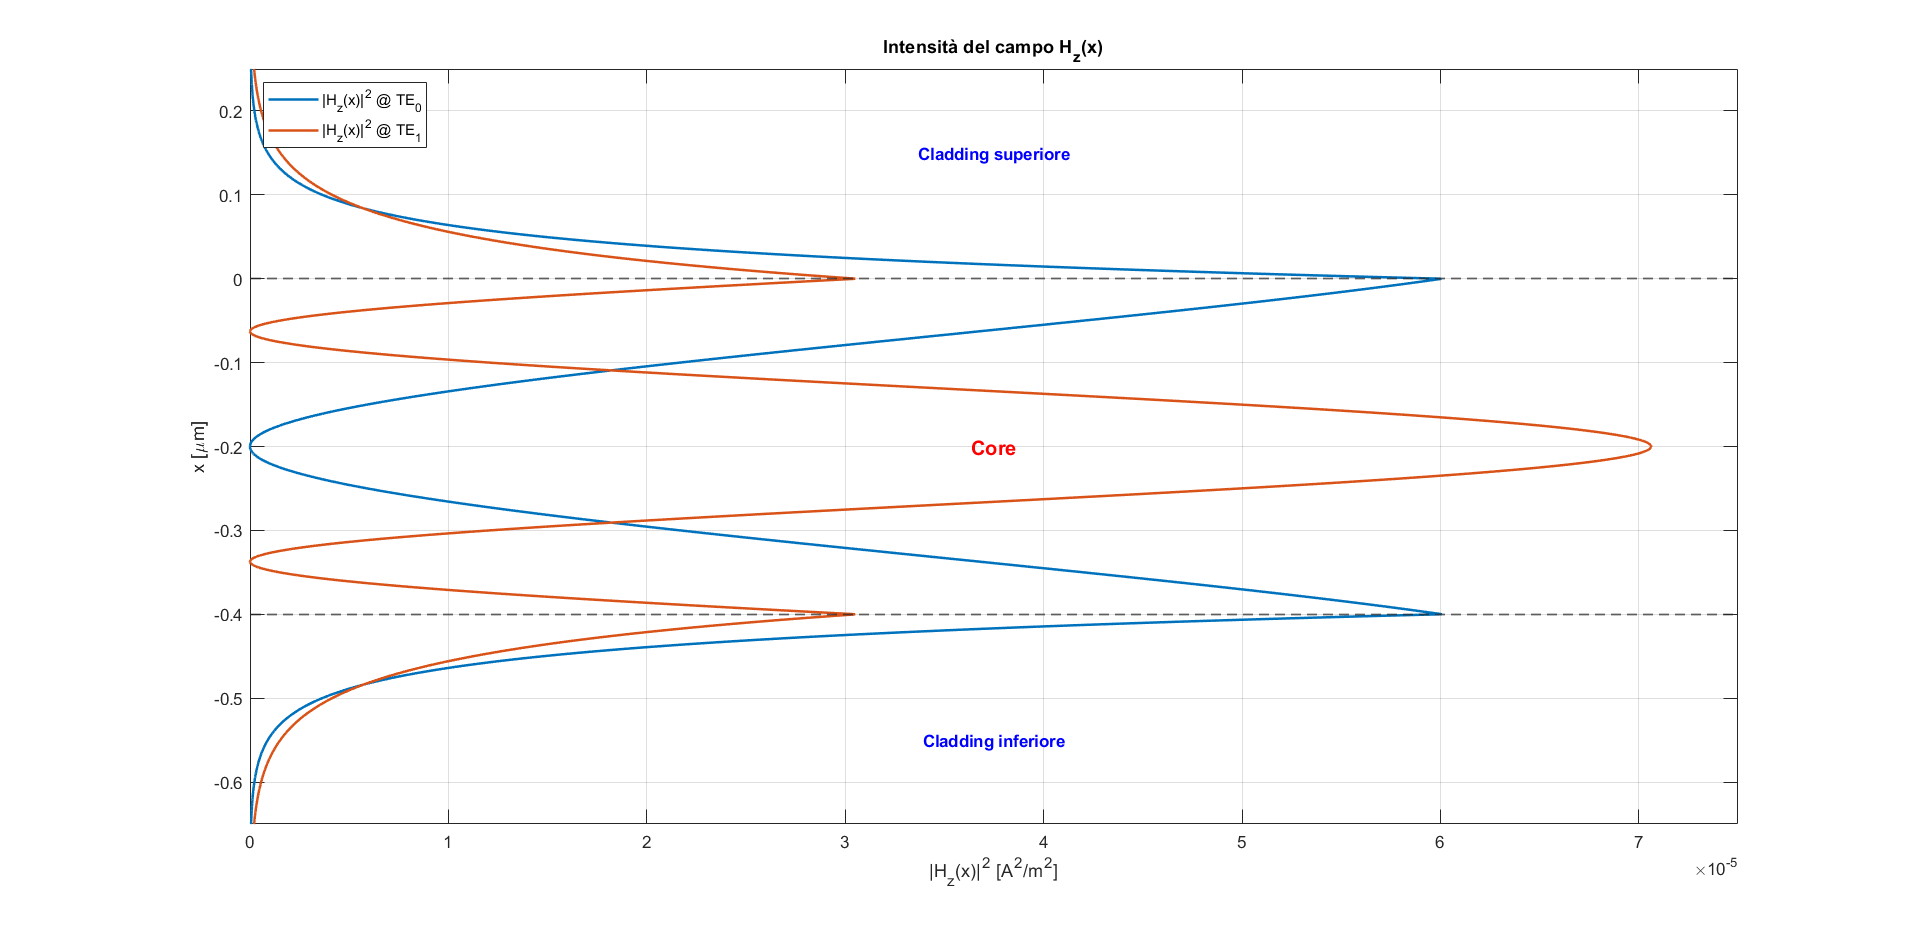 Intensità del campo H_z(x)
|H_z(x)|^2 @ TE_0
|H_z(x)|^2 @ TE_1
Cladding superiore
Core
Cladding inferiore
x [μm]
0.2
0.1
0
-0.1
-0.2
-0.3
-0.4
-0.5
-0.6
0 1 2 3 4 5 6 7
×10^-5
|H_z(x)|^2 [A^2/m^2]